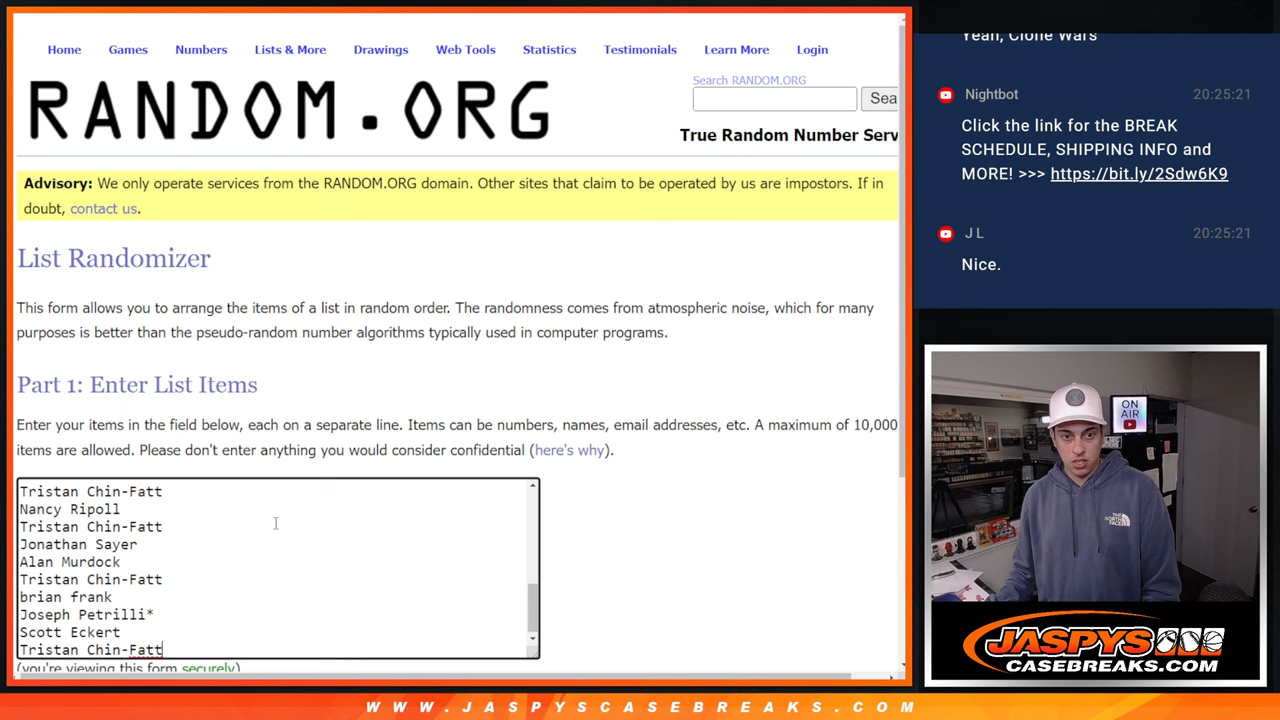 Home Games Numbers Lists & More Drawings Web Tools Statistics Testimonials Learn More Login
RANDOM.ORG
Search RANDOM.ORG
Sea
True Random Number Serv
Advisory: We only operate services from the RANDOM.ORG domain. Other sites that claim to be operated by us are impostors. If in
doubt, contact us.
List Randomizer
This form allows you to arrange the items of a list in random order. The randomness comes from atmospheric noise, which for many
purposes is better than the pseudo-random number algorithms typically used in computer programs.
Part 1: Enter List Items
Enter your items in the field below, each on a separate line. Items can be numbers, names, email addresses, etc. A maximum of 10,000
items are allowed. Please don't enter anything you would consider confidential (here's why).
Tristan Chin-Fatt
Nancy Ripoll
Tristan Chin-Fatt
Jonathan Sayer
Alan Murdock
Tristan Chin-Fatt
brian frank
Joseph Petrilli*
Scott Eckert
Tristan Chin-Fatt
(you're viewing this form securely)
Yeah, Clone Wars
Nightbot 20:25:21
Click the link for the BREAK
SCHEDULE, SHIPPING INFO and
MORE! >>> https://bit.ly/2Sdw6K9
J L 20:25:21
Nice.
ON
AIR
THE
NORTH
FACE
JASPYS
CASEBREAKS.COM
WWW.JASPYSCASEBREAKS.COM